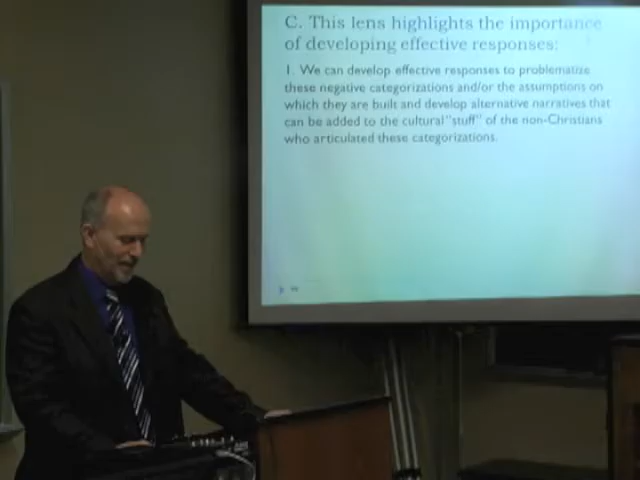 C. This lens highlights the importance
of developing effective responses:
1. We can develop effective responses to problematize
these negative categorizations and/or the assumptions on
which they are built and develop alternative narratives that
can be added to the cultural "stuff" of the non-Christians
who articulated these categorizations.